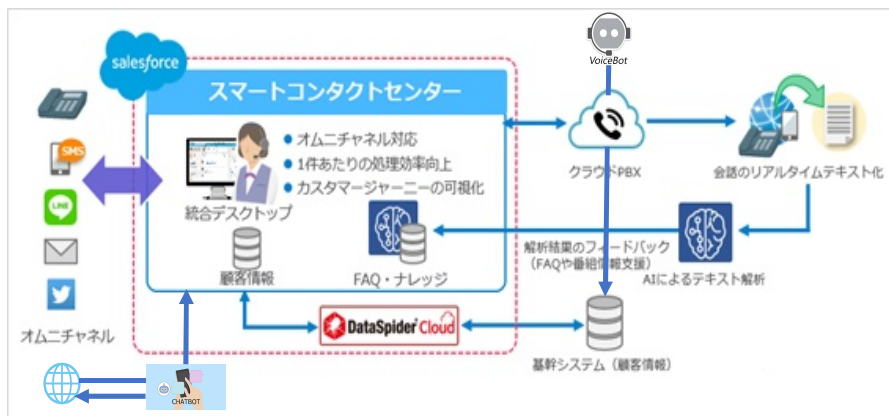 VoiceBot
salesforce
スマートコンタクトセンター
オムニチャネル対応
1件あたりの処理効率向上
カスタマージャーニーの可視化
SMS
LINE
統合デスクトップ
クラウドPBX
会話のリアルタイムテキスト化
解析結果のフィードバック
(FAQや番組情報支援)
AIによるテキスト解析
顧客情報
FAQ・ナレッジ
オムニチャネル
DataSpider Cloud
基幹システム(顧客情報)
CHATBOT